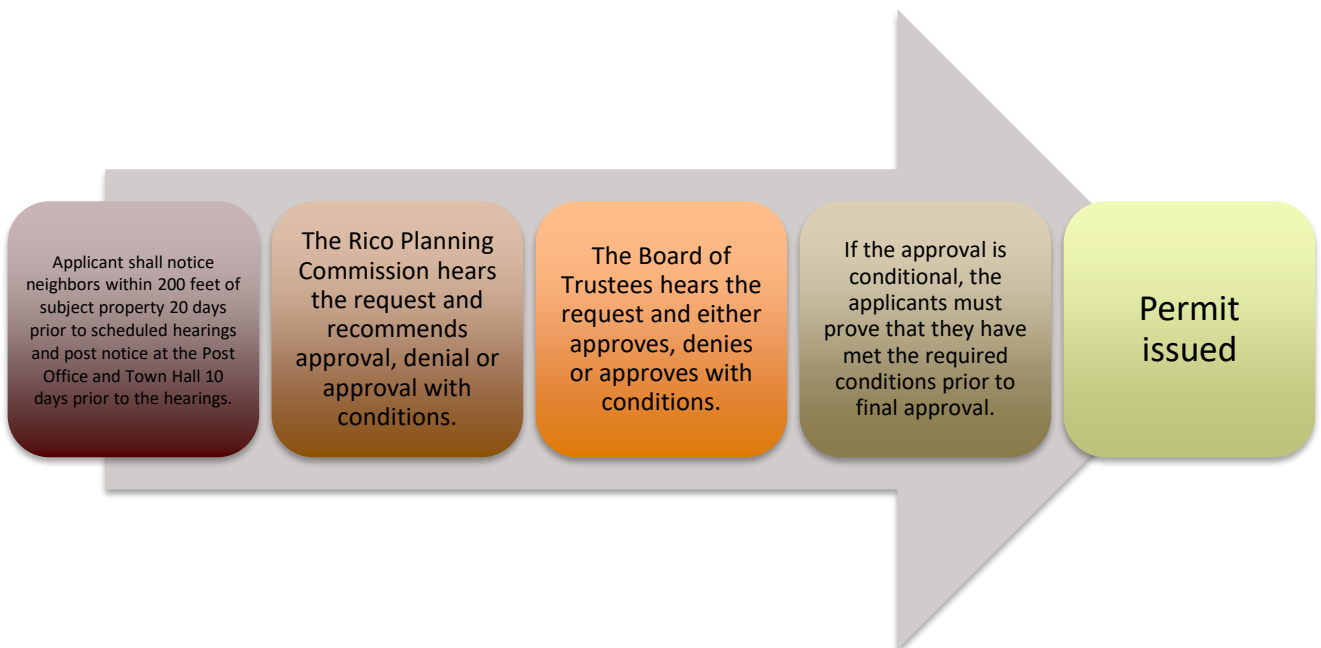 Applicant shall notice
neighbors within 200 feet of
subject property 20 days
prior to scheduled hearings
and post notice at the Post
Office and Town Hall 10
days prior to the hearings.
The Rico Planning
Commission hears
the request and
recommends
approval, denial or
approval with
conditions.
The Board of
Trustees hears the
request and either
approves, denies
or approves with
conditions.
If the approval is
conditional, the
applicants must
prove that they have
met the required
conditions prior to
final approval.
Permit
issued